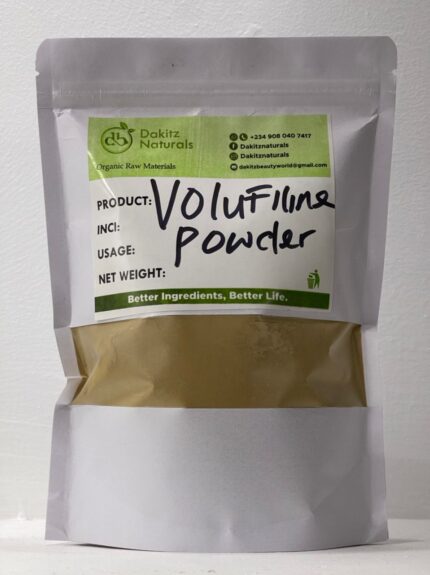 Dakitz
Naturals
Organic Raw Materials
+234 908 040 7417
Dakitznaturals
Dakitznaturals
dakitzbeautyworld@gmail.com
PRODUCT: VOluFiline
INCI: Powder
USAGE:
NET WEIGHT:
Better Ingredients, Better Life.